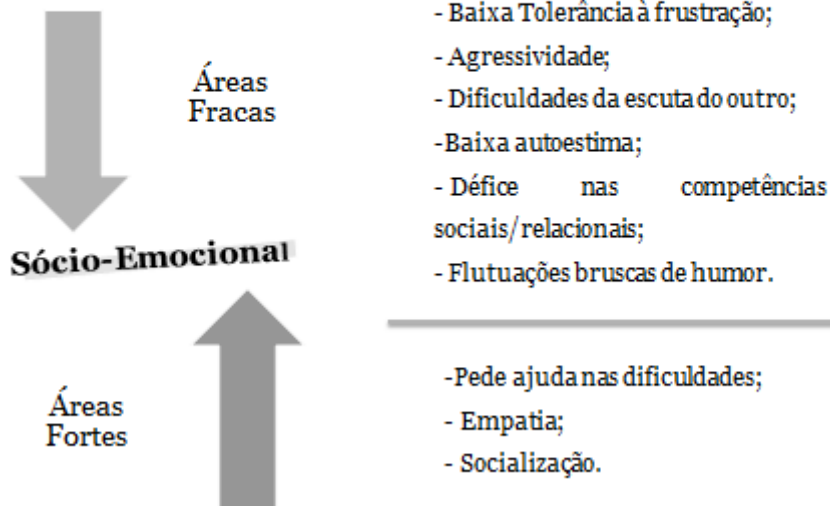 Áreas
Fracas
- Baixa Tolerância à frustração;
- Agressividade;
- Dificuldades da escuta do outro;
-Baixa autoestima;
- Défice nas competências
sociais/relacionais;
- Flutuações bruscas de humor.
Sócio-Emocional
Áreas
Fortes
-Pede ajuda nas dificuldades;
- Empatia;
- Socialização.